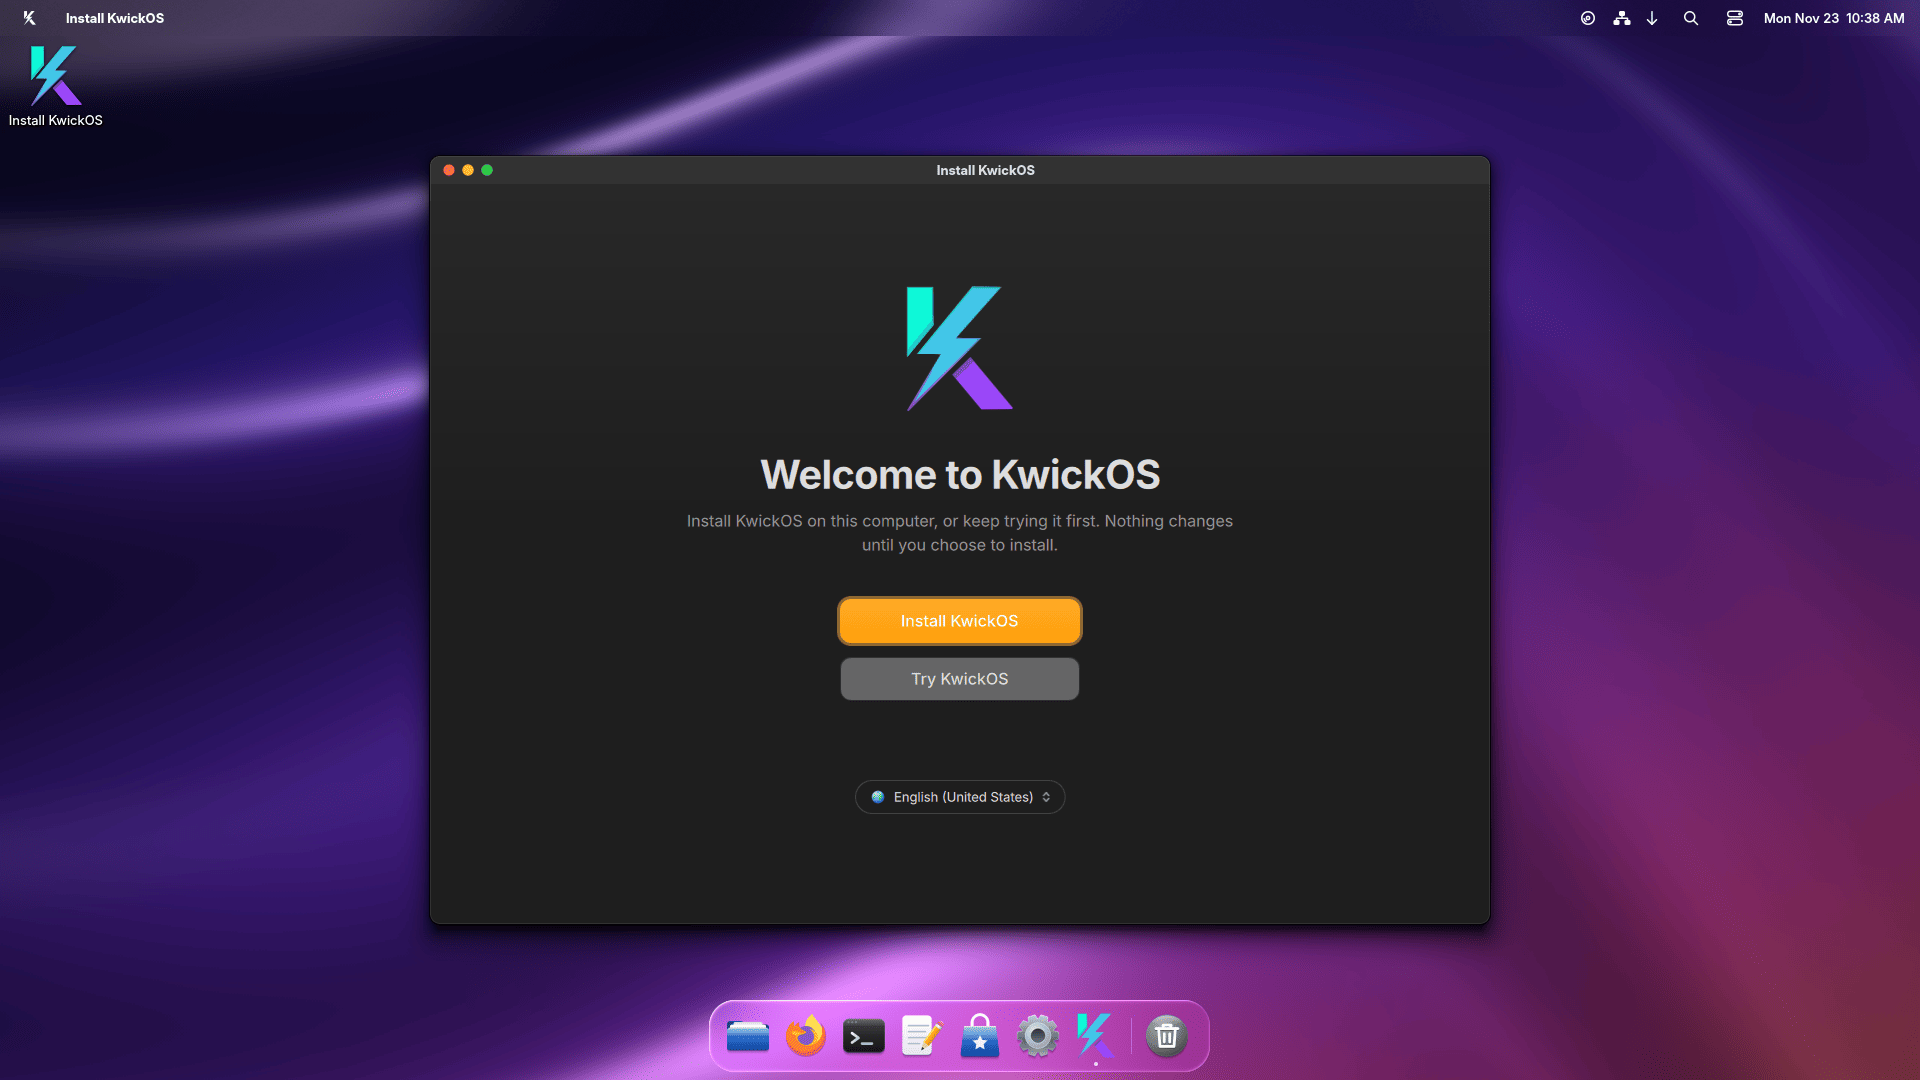 Install KwickOS
Mon Nov 23 10:38 AM
Install KwickOS
Install KwickOS
Welcome to KwickOS
Install KwickOS on this computer, or keep trying it first. Nothing changes
until you choose to install.
Install KwickOS
Try KwickOS
English (United States)